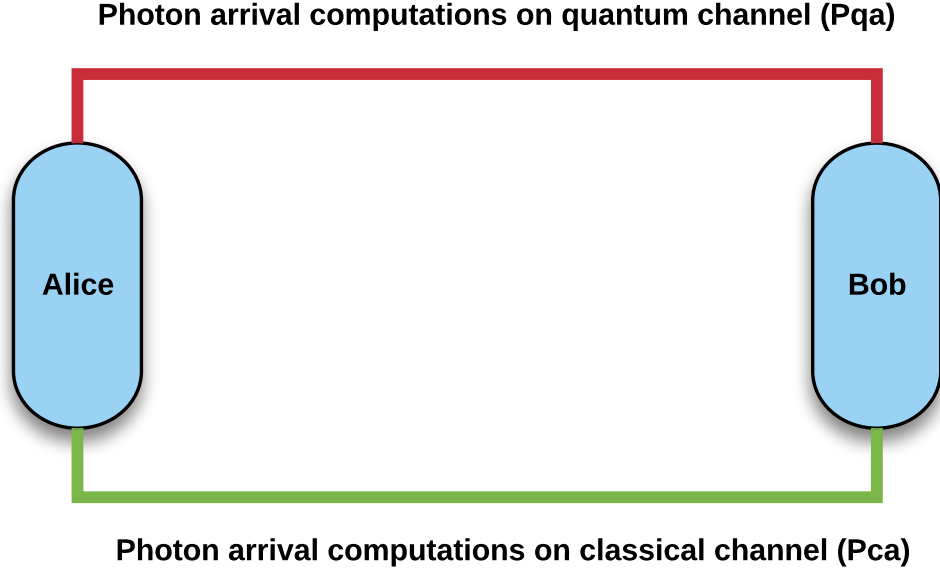 Photon arrival computations on quantum channel (Pqa)
Alice
Bob
Photon arrival computations on classical channel (Pca)